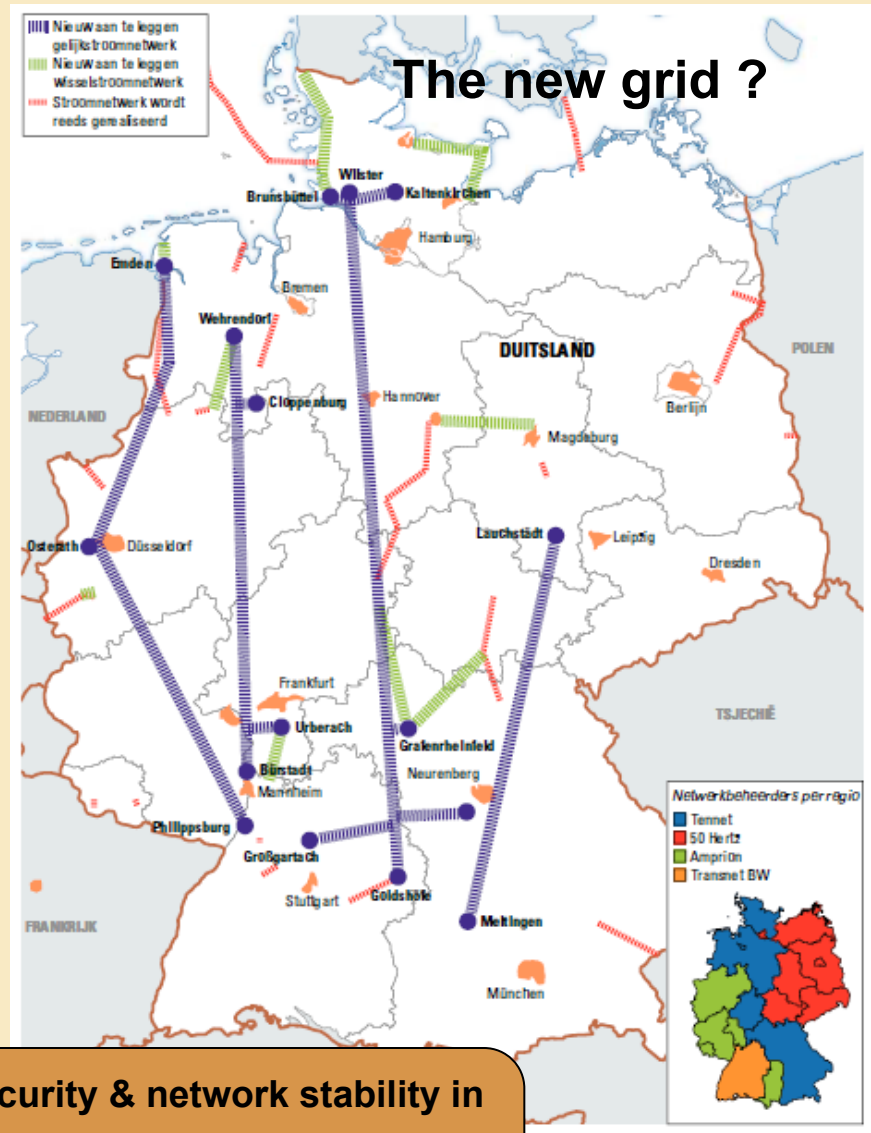 Nieuw aan te leggen
gelijkstroomnetwerk
Nieuw aan te leggen
wisselstroomnetwerk
Stroomnetwerk wordt
reeds gerealiseerd
The new grid ?
Wilster
Brunsbüttel
Kaltenkirchen
Hamburg
Emden
Bremen
Wehrendorf
DUITSLAND
POLEN
Berlijn
NEDERLAND
Cloppenburg
Hannover
Magdeburg
Osterath
Düsseldorf
Lauchstädt
Leipzig
Dresden
Frankfurt
Urberach
Grafenrheinfeld
TSJECHIË
Bürstadt
Mannheim
Neurenberg
Philippsburg
Großgartach
Stuttgart
Goldshöfe
FRANKRIJK
Meitingen
München
Netwerkbeheerders per regio
Tennet
50 Hertz
Amprion
Transnet BW
curity & network stability in